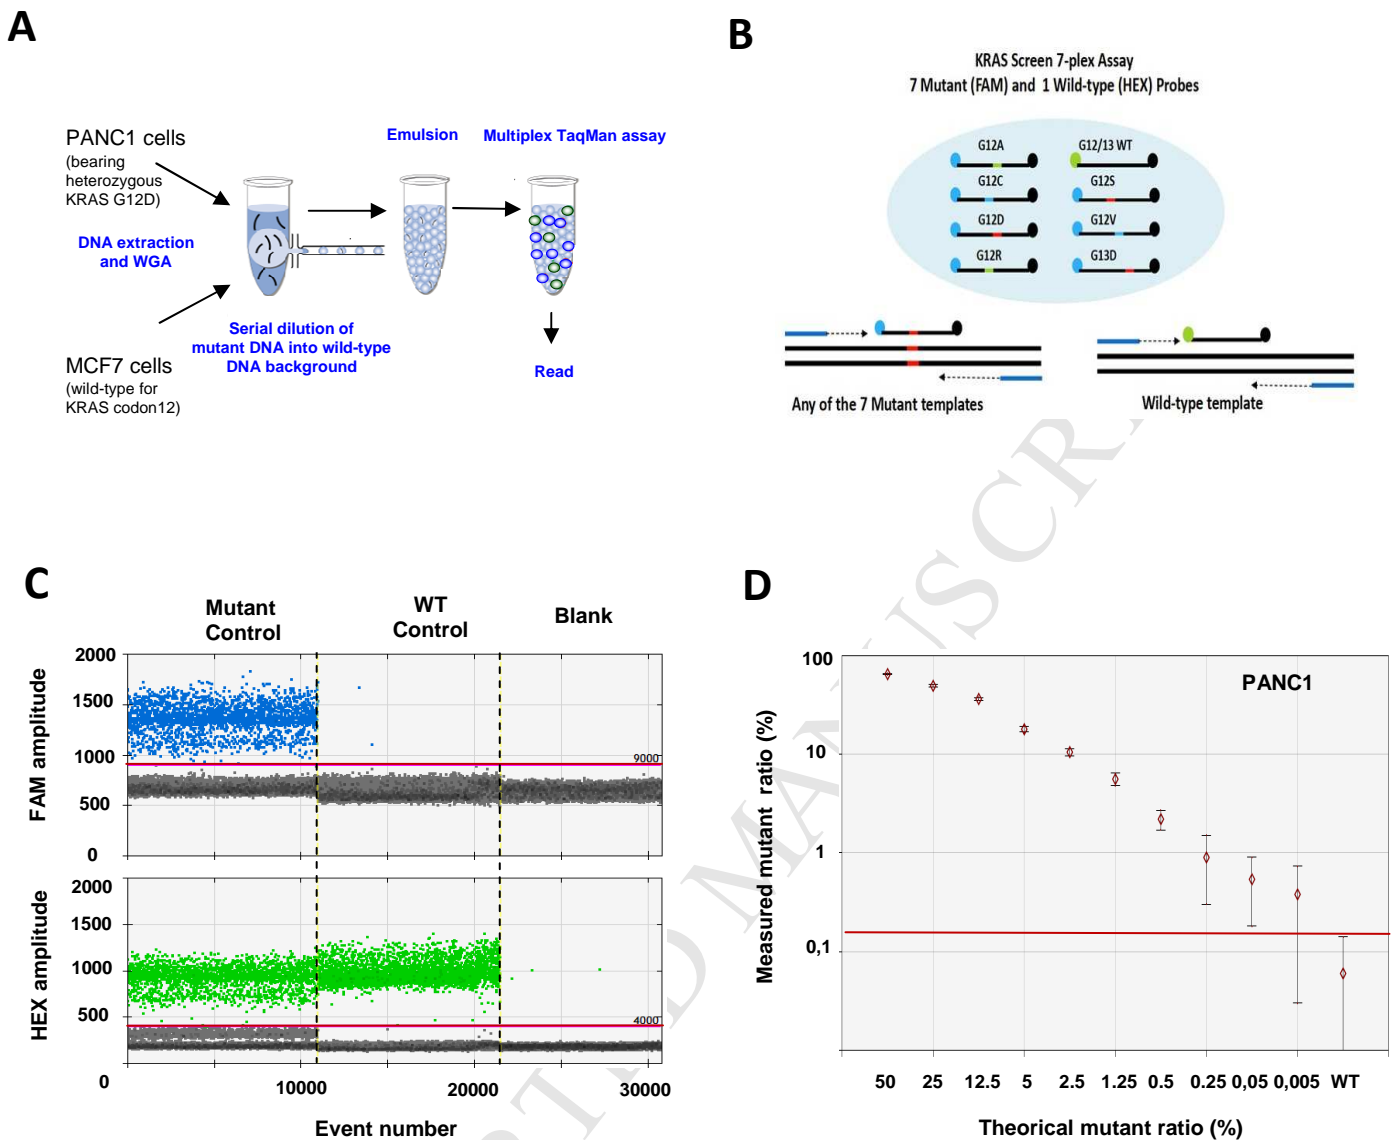 A
PANC1 cells
(bearing
heterozygous
KRAS G12D)
DNA extraction
and WGA
MCF7 cells
(wild-type for
KRAS codon12)
Serial dilution of
mutant DNA into wild-type
DNA background
Emulsion
Multiplex TaqMan assay
Read
B
KRAS Screen 7-plex Assay
7 Mutant (FAM) and 1 Wild-type (HEX) Probes
G12A
G12/13 WT
G12C
G12S
G12D
G12V
G12R
G13D
Any of the 7 Mutant templates
Wild-type template
C
Mutant
Control
WT
Control
Blank
FAM amplitude
2000
1500
1000
500
0
9000
HEX amplitude
2000
1500
1000
500
0
4000
10000
20000
30000
Event number
D
PANC1
Measured mutant ratio (%)
100
10
1
0,1
50
25
12.5
5
2.5
1.25
0.5
0.25
0,05
0,005
WT
Theorical mutant ratio (%)